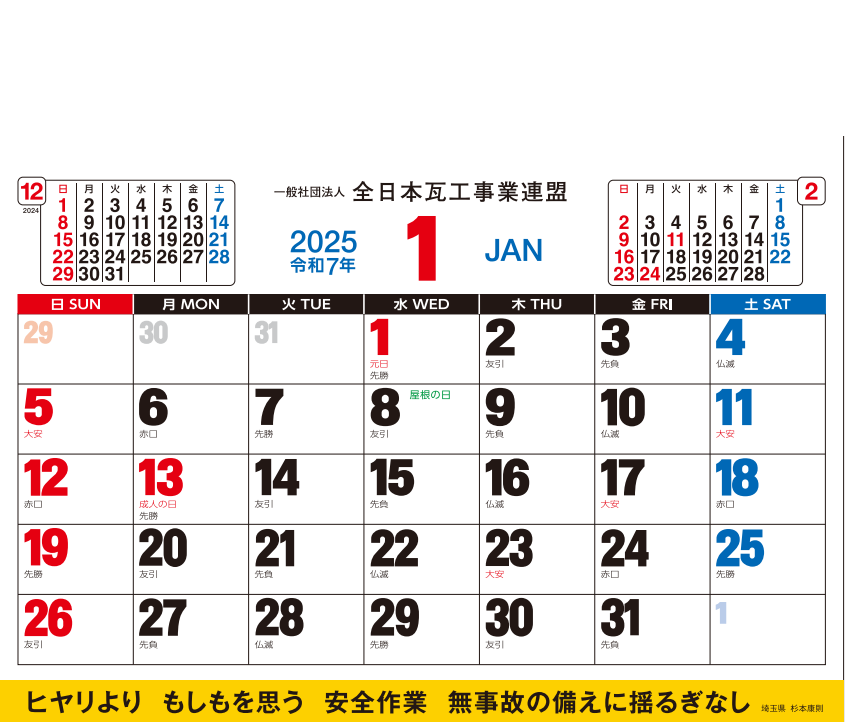 12
2024
日 月 火 水 木 金 土
1 2 3 4 5 6 7
8 9 10 11 12 13 14
15 16 17 18 19 20 21
22 23 24 25 26 27 28
29 30 31
一般社団法人 全日本瓦工事業連盟
2025
令和7年
1
JAN
2
日 月 火 水 木 金 土
1
2 3 4 5 6 7 8
9 10 11 12 13 14 15
16 17 18 19 20 21 22
23 24 25 26 27 28
日 SUN 月 MON 火 TUE 水 WED 木 THU 金 FRI 土 SAT
29 30 31 1 2 3 4
元日 友引 先負 仏滅
先勝
5 6 7 8 屋根の日 9 10 11
大安 赤口 先勝 友引 先負 仏滅 大安
12 13 14 15 16 17 18
赤口 成人の日 友引 先負 仏滅 大安 赤口
先勝
19 20 21 22 23 24 25
先勝 友引 先負 仏滅 大安 赤口 先勝
26 27 28 29 30 31 1
友引 先負 仏滅 先勝 友引 先負
ヒヤリより もしもを思う 安全作業 無事故の備えに揺るぎなし 埼玉県 杉本康則